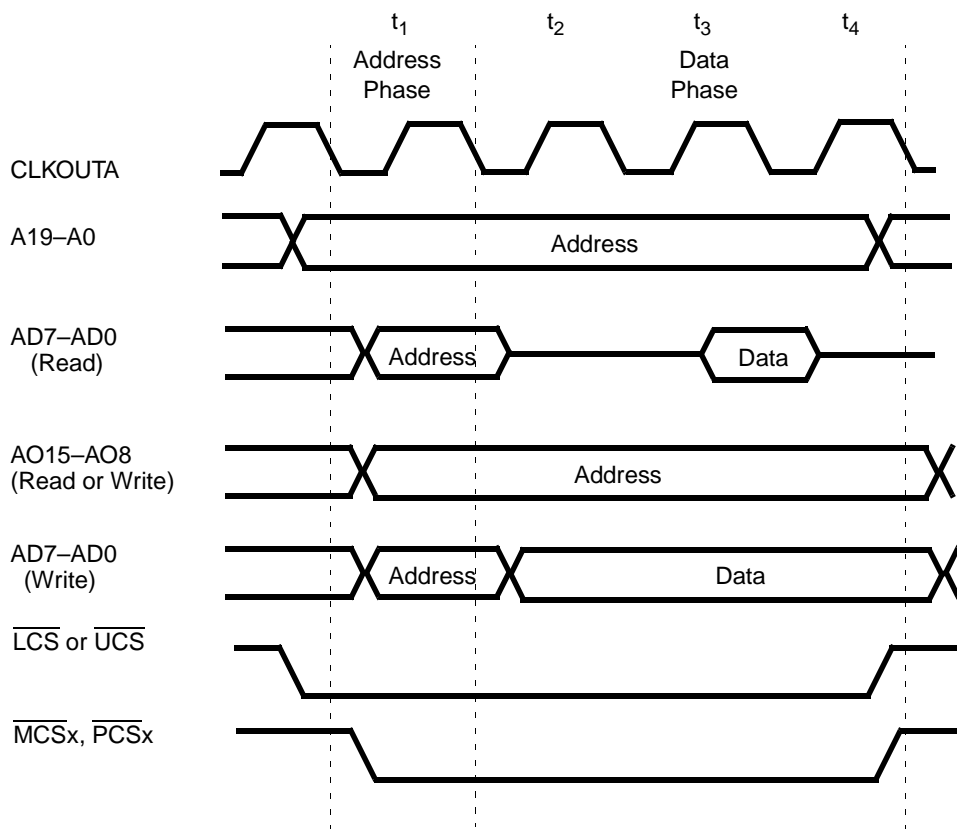 t1 t2 t3 t4
Address Phase
Data Phase
CLKOUTA
A19–A0
Address
AD7–AD0
(Read)
Address
Data
AO15–AO8
(Read or Write)
Address
AD7–AD0
(Write)
Address
Data
LCS or UCS
MCSx, PCSx